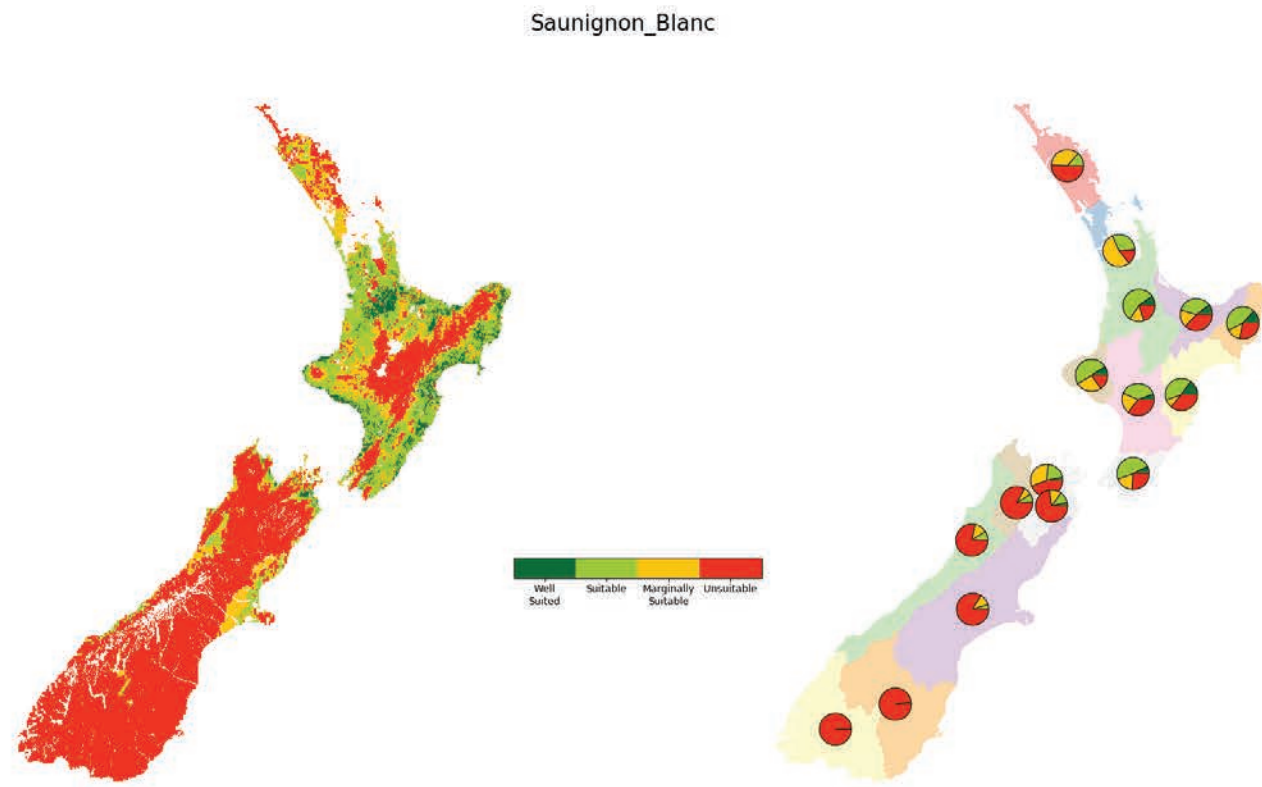 Saunignon_Blanc
Well
Suited
Suitable
Marginally
Suitable
Unsuitable